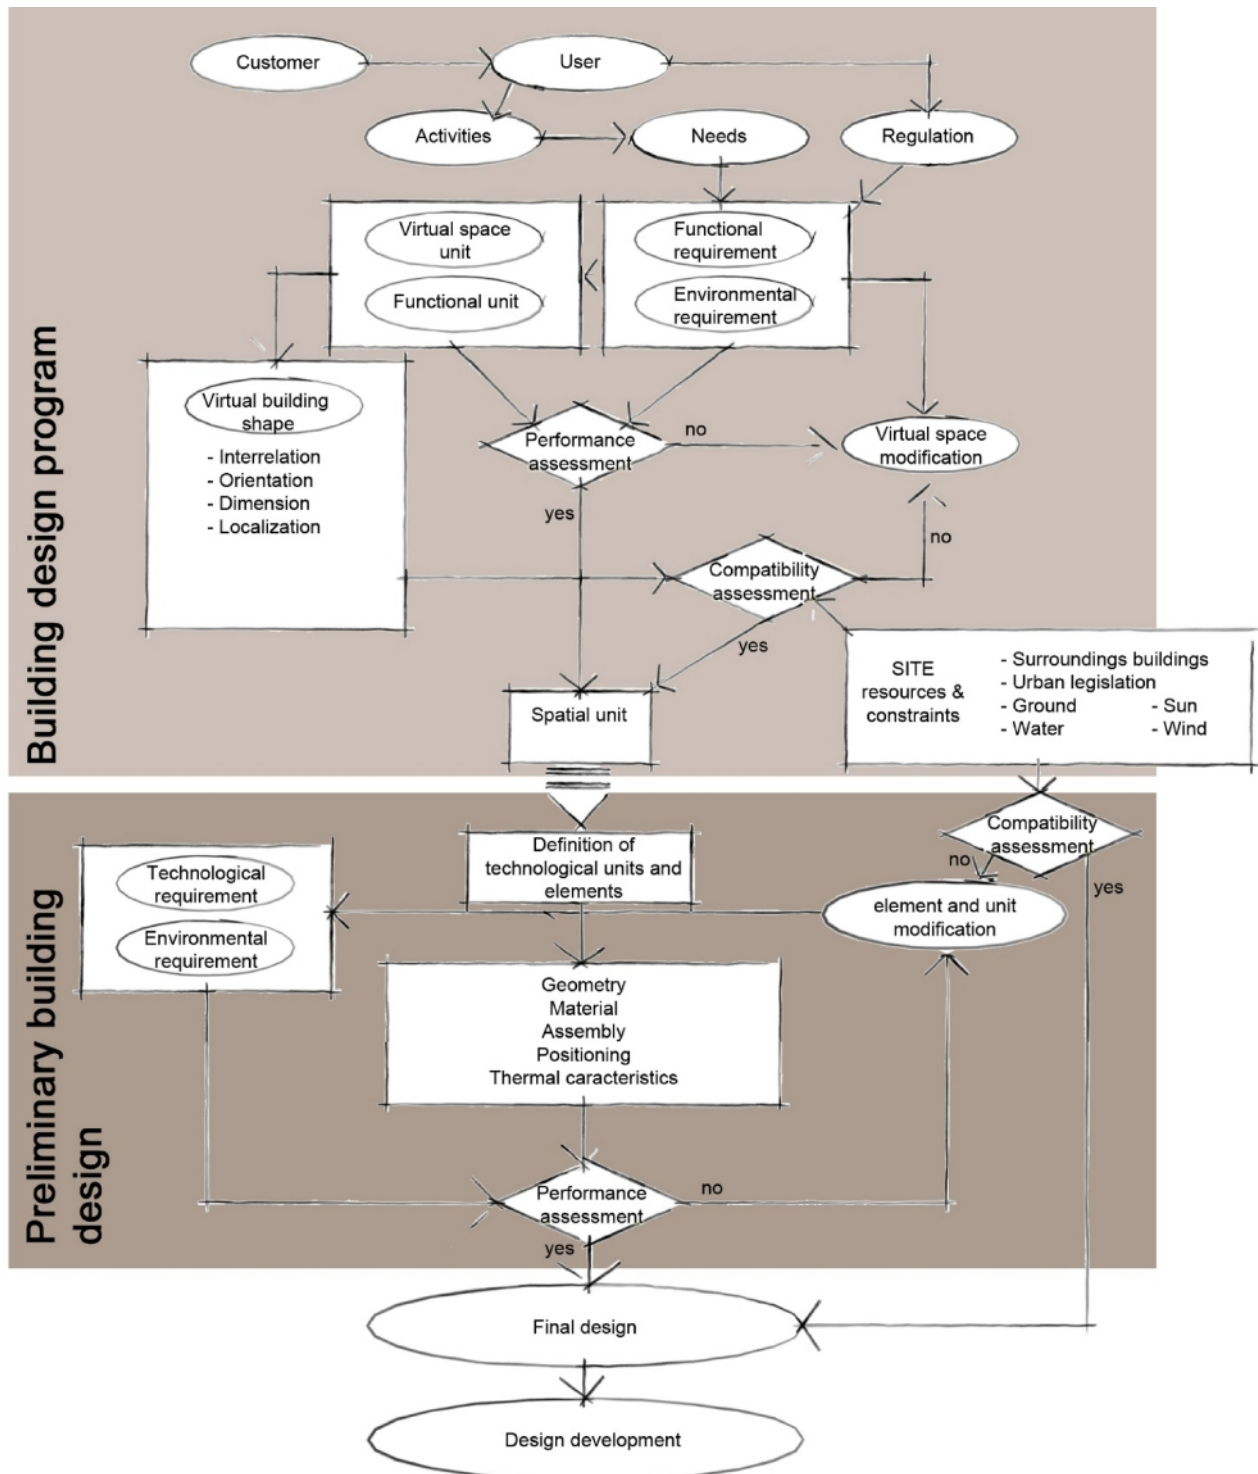 Building design program
Customer
User
Activities
Needs
Regulation
Virtual space
unit
Functional unit
Functional
requirement
Environmental
requirement
Virtual building
shape
- Interrelation
- Orientation
- Dimension
- Localization
Performance
assessment
no
yes
Virtual space
modification
Compatibility
assessment
no
yes
SITE
resources &
constraints
- Surroundings buildings
- Urban legislation
- Ground
- Sun
- Water
- Wind
Spatial unit
Preliminary building
design
Compatibility
assessment
no
yes
Definition of
technological units and
elements
Technological
requirement
Environmental
requirement
element and unit
modification
Geometry
Material
Assembly
Positioning
Thermal caracteristics
Performance
assessment
no
yes
Final design
Design development